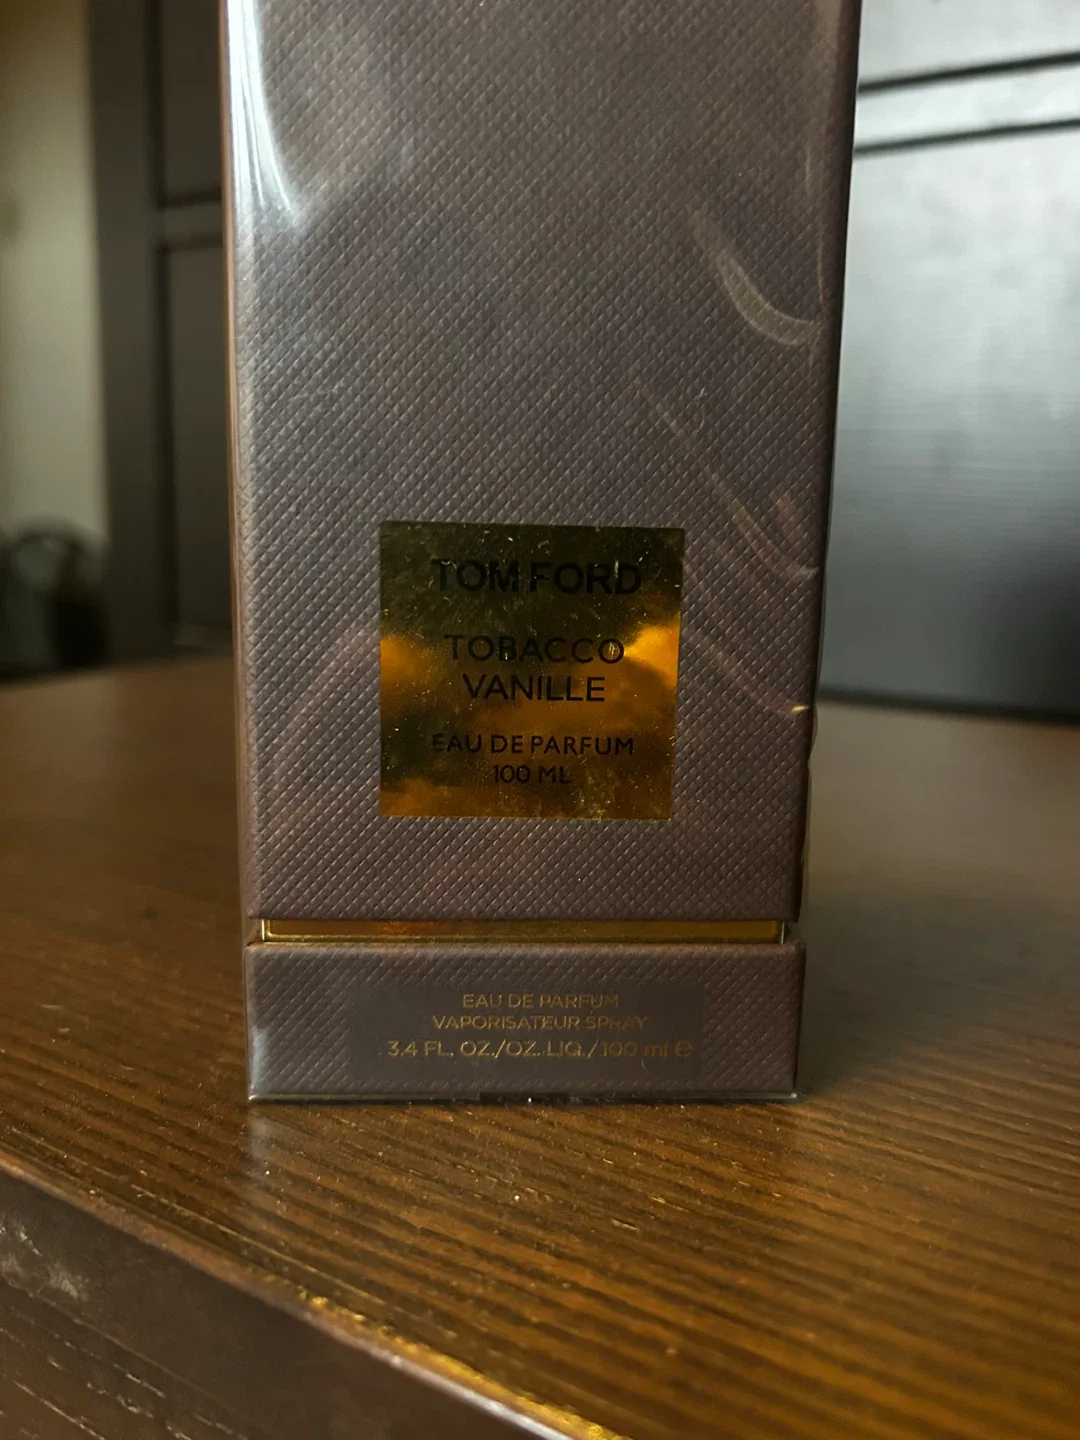 TOM FORD
TOBACCO
VANILLE
EAU DE PARFUM
100 ML
EAU DE PARFUM
VAPORISATEUR SPRAY
3.4 FL. OZ./OZ. LIQ./100 ml ℮